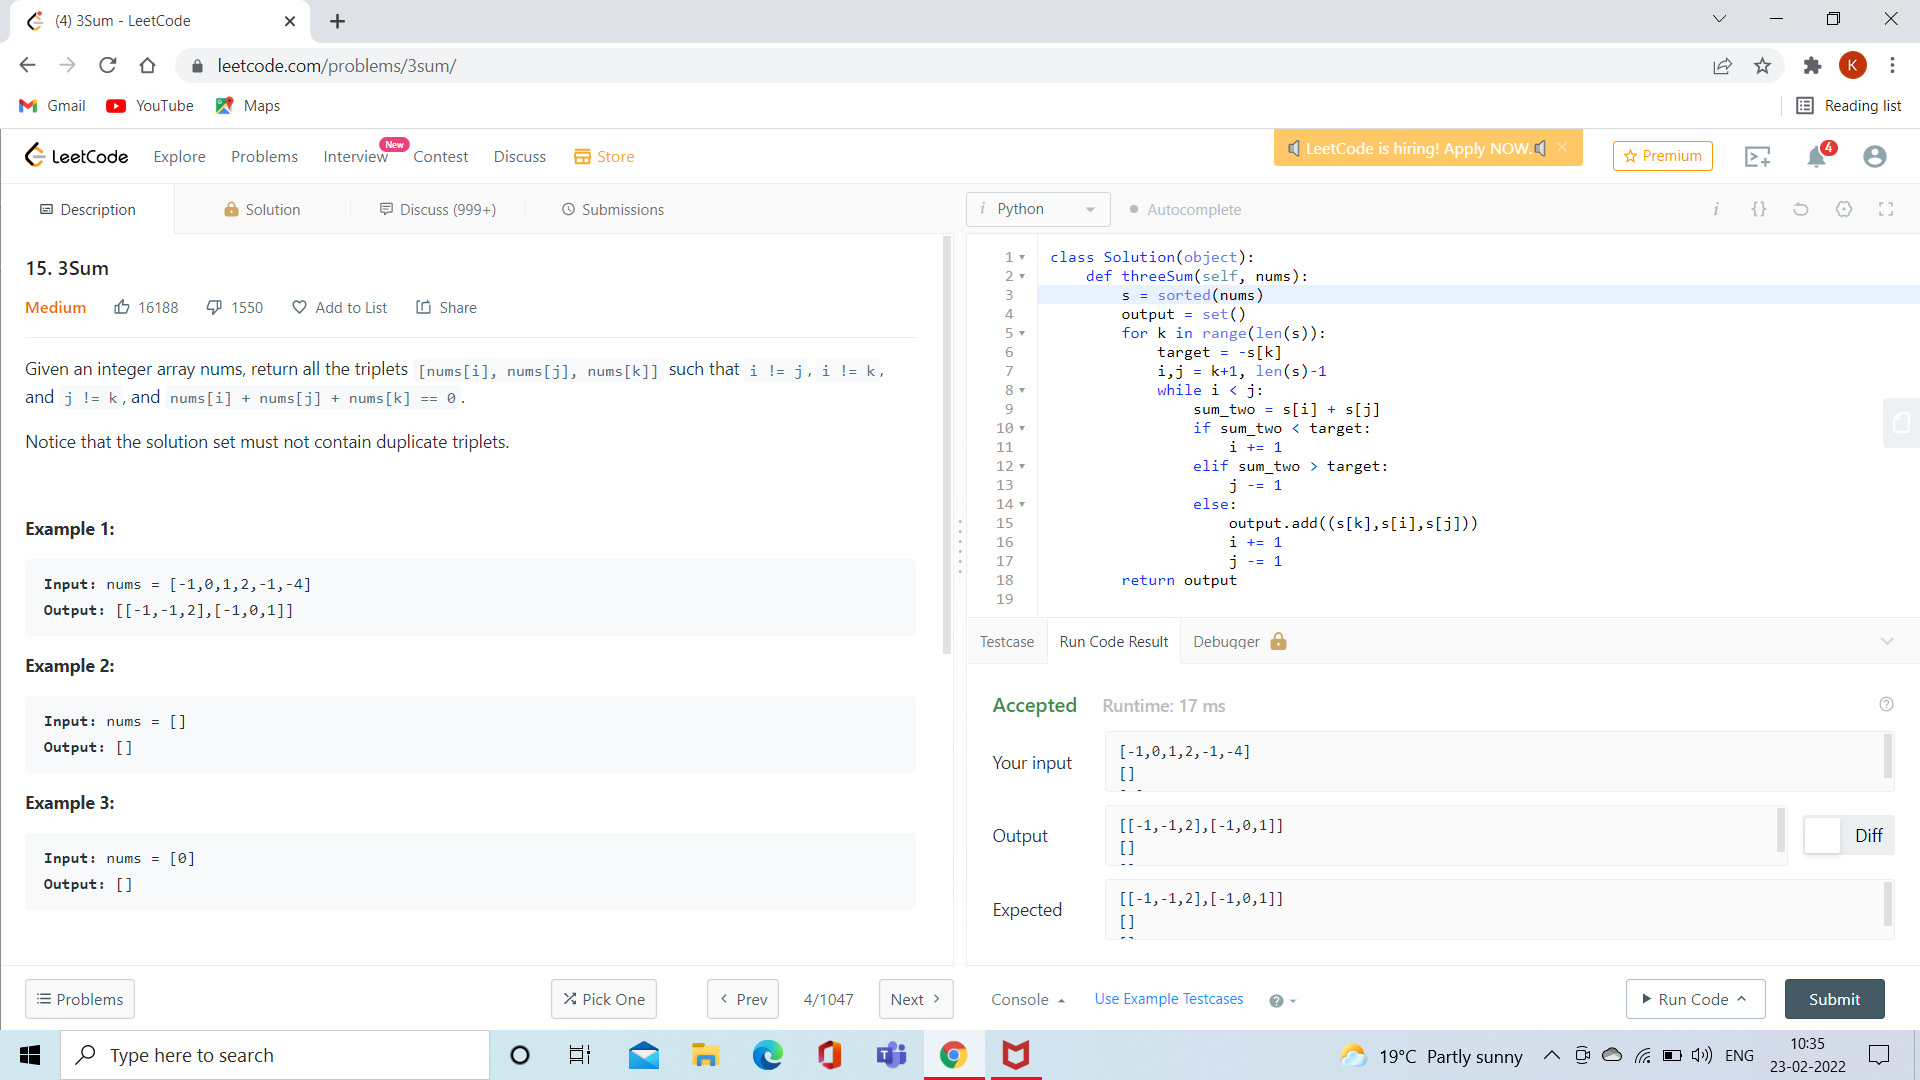 (4) 3Sum - LeetCode
leetcode.com/problems/3sum/
K
Gmail YouTube Maps
Reading list
LeetCode Explore Problems Interview New Contest Discuss Store
LeetCode is hiring! Apply NOW.
Premium
4
Description Solution Discuss (999+) Submissions
i Python Autocomplete
i {}
15. 3Sum
Medium 16188 1550 Add to List Share
Given an integer array nums, return all the triplets [nums[i], nums[j], nums[k]] such that i != j, i != k,
and j != k, and nums[i] + nums[j] + nums[k] == 0.
Notice that the solution set must not contain duplicate triplets.
Example 1:
Input: nums = [-1,0,1,2,-1,-4]
Output: [[-1,-1,2],[-1,0,1]]
Example 2:
Input: nums = []
Output: []
Example 3:
Input: nums = [0]
Output: []
1 class Solution(object):
2     def threeSum(self, nums):
3         s = sorted(nums)
4         output = set()
5         for k in range(len(s)):
6             target = -s[k]
7             i,j = k+1, len(s)-1
8             while i < j:
9                 sum_two = s[i] + s[j]
10                 if sum_two < target:
11                     i += 1
12                 elif sum_two > target:
13                     j -= 1
14                 else:
15                     output.add((s[k],s[i],s[j]))
16                     i += 1
17                     j -= 1
18         return output
19
Testcase Run Code Result Debugger
Accepted Runtime: 17 ms
Your input
[-1,0,1,2,-1,-4]
[]
Output
[[-1,-1,2],[-1,0,1]]
[]
Diff
Expected
[[-1,-1,2],[-1,0,1]]
[]
Problems Pick One Prev 4/1047 Next
Console Use Example Testcases Run Code Submit
Type here to search
19°C Partly sunny ENG
10:35
23-02-2022